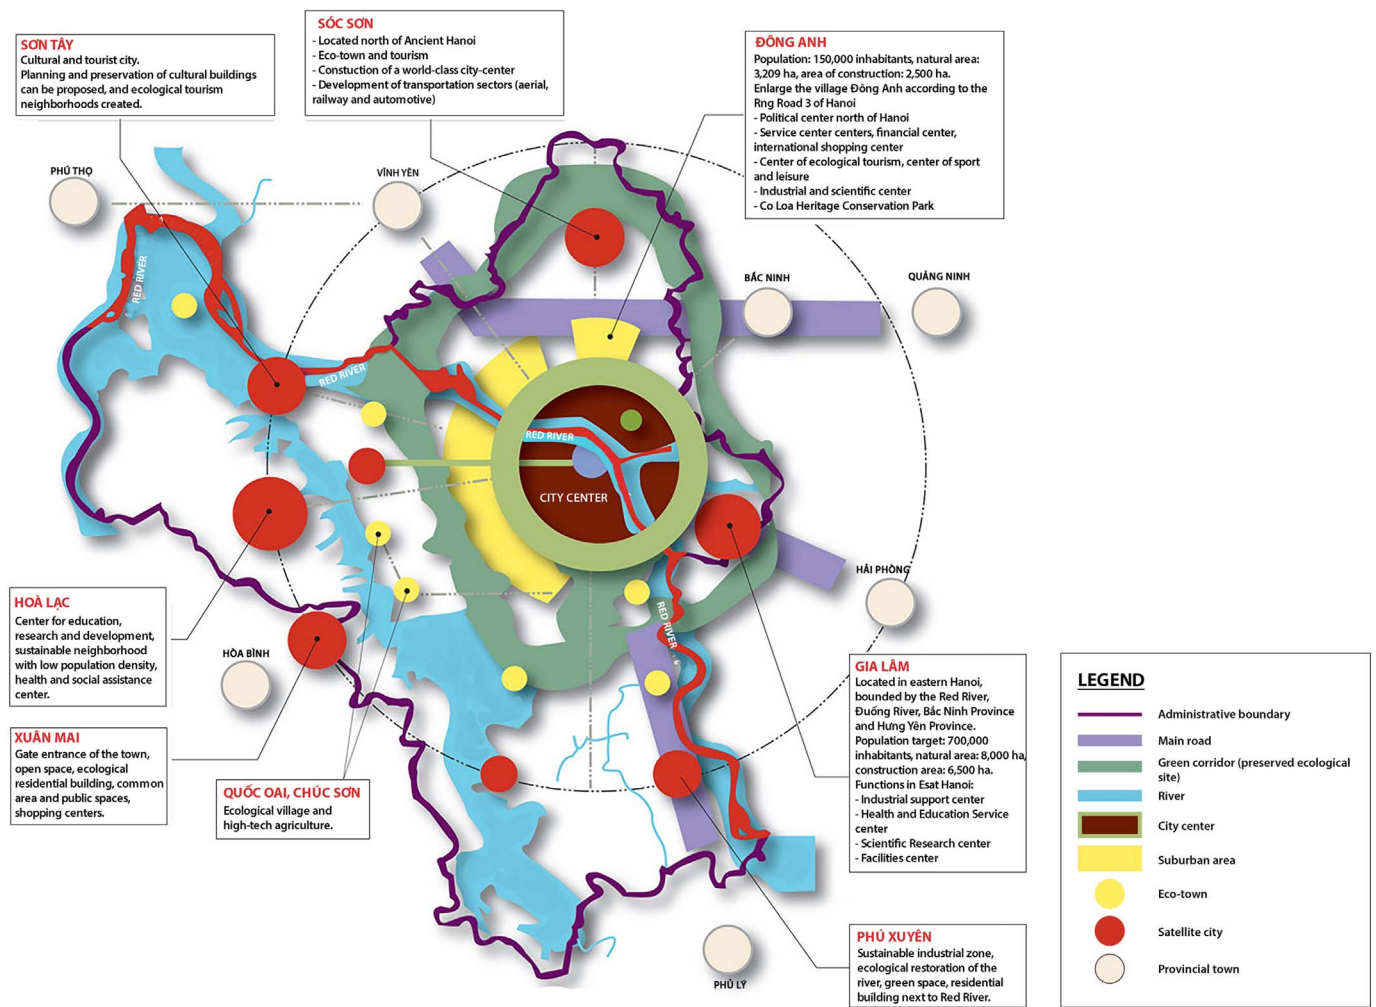 SƠN TÂY
Cultural and tourist city.
Planning and preservation of cultural buildings
can be proposed, and ecological tourism
neighborhoods created.
SÓC SƠN
- Located north of Ancient Hanoi
- Eco-town and tourism
- Constuction of a world-class city-center
- Development of transportation sectors (aerial,
railway and automotive)
ĐÔNG ANH
Population: 150,000 inhabitants, natural area:
3,209 ha, area of construction: 2,500 ha.
Enlarge the village Đông Anh according to the
Rng Road 3 of Hanoi
- Political center north of Hanoi
- Service center centers, financial center,
international shopping center
- Center of ecological tourism, center of sport
and leisure
- Industrial and scientific center
- Co Loa Heritage Conservation Park
PHÚ THỌ
VĨNH YÊN
BẮC NINH
QUẢNG NINH
RED RIVER
RED RIVER
RED RIVER
CITY CENTER
HẢI PHÒNG
RED RIVER
HOÀ LẠC
Center for education,
research and development,
sustainable neighborhood
with low population density,
health and social assistance
center.
HÒA BÌNH
XUÂN MAI
Gate entrance of the town,
open space, ecological
residential building, common
area and public spaces,
shopping centers.
QUỐC OAI, CHÚC SƠN
Ecological village and
high-tech agriculture.
GIA LÂM
Located in eastern Hanoi,
bounded by the Red River,
Đuống River, Bắc Ninh Province
and Hưng Yên Province.
Population target: 700,000
inhabitants, natural area: 8,000 ha,
construction area: 6,500 ha.
Functions in Esat Hanoi:
- Industrial support center
- Health and Education Service
center
- Scientific Research center
- Facilities center
PHÚ XUYÊN
Sustainable industrial zone,
ecological restoration of the
river, green space, residential
building next to Red River.
PHỦ LÝ
LEGEND
Administrative boundary
Main road
Green corridor (preserved ecological
site)
River
City center
Suburban area
Eco-town
Satellite city
Provincial town